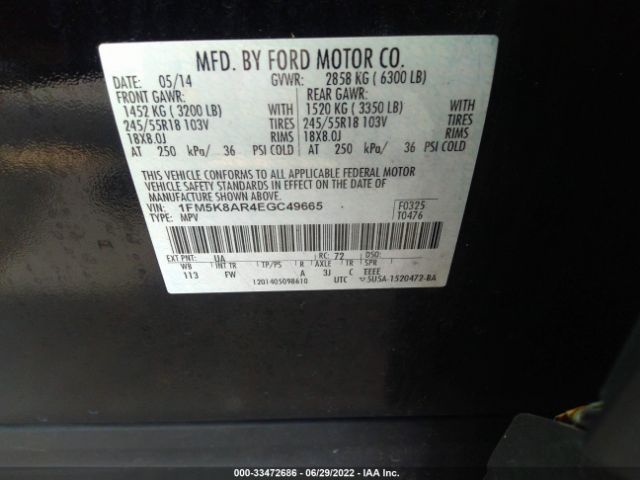 MFD. BY FORD MOTOR CO.
DATE: 05/14 GVWR: 2858 KG ( 6300 LB)
FRONT GAWR: REAR GAWR:
1452 KG ( 3200 LB) WITH 1520 KG ( 3350 LB) WITH
245/55R18 103V TIRES 245/55R18 103V TIRES
18X8.0J RIMS 18X8.0J RIMS
AT 250 kPa/ 36 PSI COLD AT 250 kPa/ 36 PSI COLD
THIS VEHICLE CONFORMS TO ALL APPLICABLE FEDERAL MOTOR
VEHICLE SAFETY STANDARDS IN EFFECT ON THE DATE OF
MANUFACTURE SHOWN ABOVE.
VIN: 1FM5K8AR4EGC49665 F0325
TYPE: MPV T0476
EXT PNT: UA RC: 72 DSO:
WB INT TR TP/PS R AXLE TR SPR
113 FW A 3J C EEEE
1201405098610 UTC 5U5A-1520472-BA
000-33472686 - 06/29/2022 - IAA Inc.